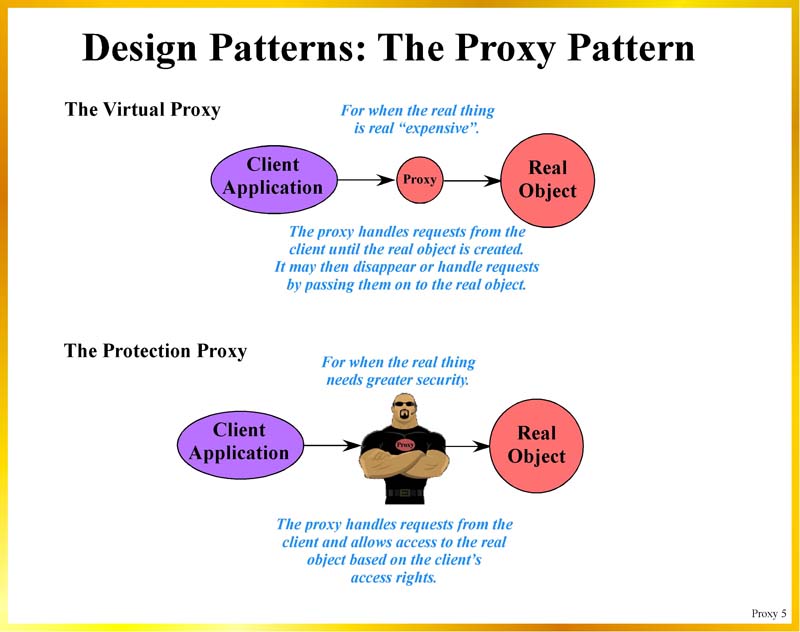 Design Patterns: The Proxy Pattern
The Virtual Proxy
For when the real thing
is real “expensive”.
Client
Application
Proxy
Real
Object
The proxy handles requests from the
client until the real object is created.
It may then disappear or handle requests
by passing them on to the real object.
The Protection Proxy
For when the real thing
needs greater security.
Client
Application
Proxy
Real
Object
The proxy handles requests from the
client and allows access to the real
object based on the client’s
access rights.
Proxy 5